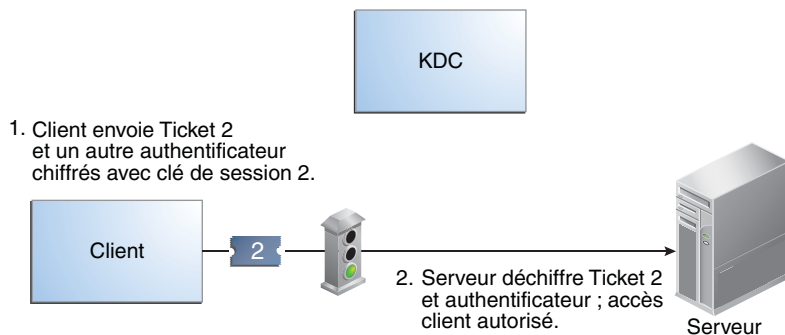 KDC
1. Client envoie Ticket 2
et un autre authentificateur
chiffrés avec clé de session 2.
Client
2
2. Serveur déchiffre Ticket 2
et authentificateur ; accès
client autorisé.
Serveur